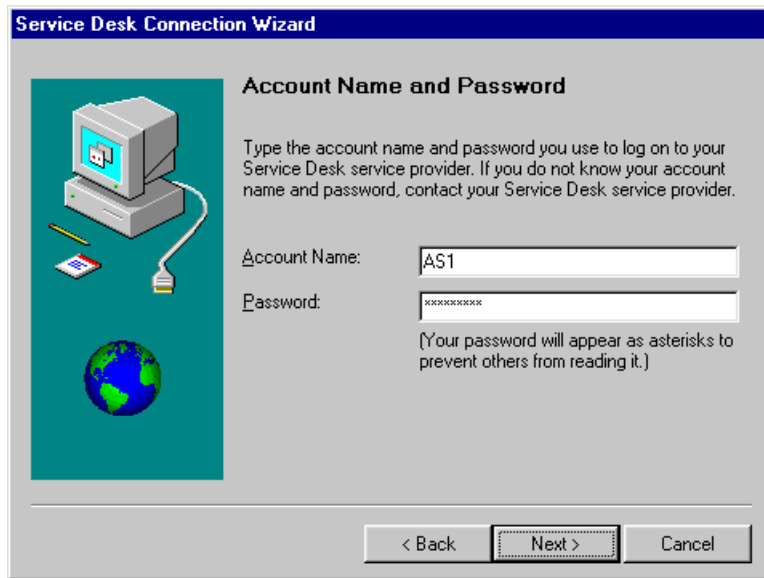 Service Desk Connection Wizard
Account Name and Password
Type the account name and password you use to log on to your
Service Desk service provider. If you do not know your account
name and password, contact your Service Desk service provider.
Account Name: AS1
Password: *********
(Your password will appear as asterisks to
prevent others from reading it.)
< Back Next > Cancel